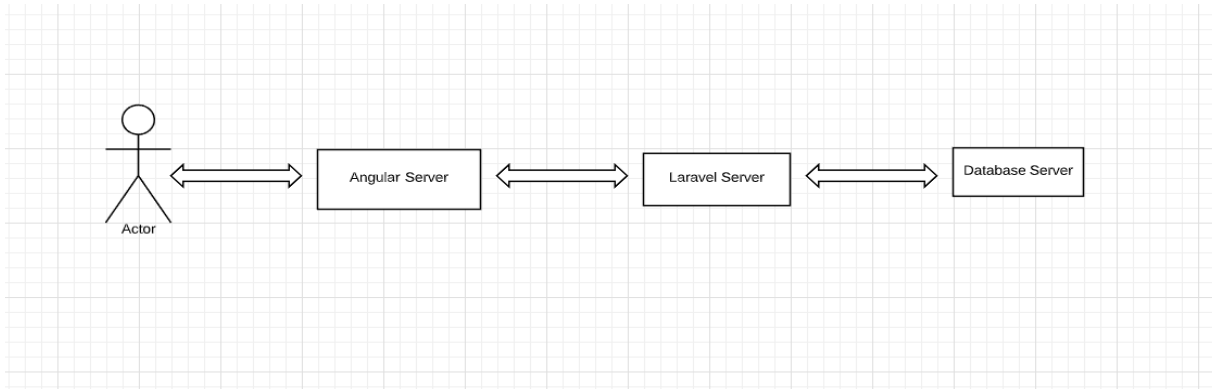 Actor
Angular Server
Laravel Server
Database Server